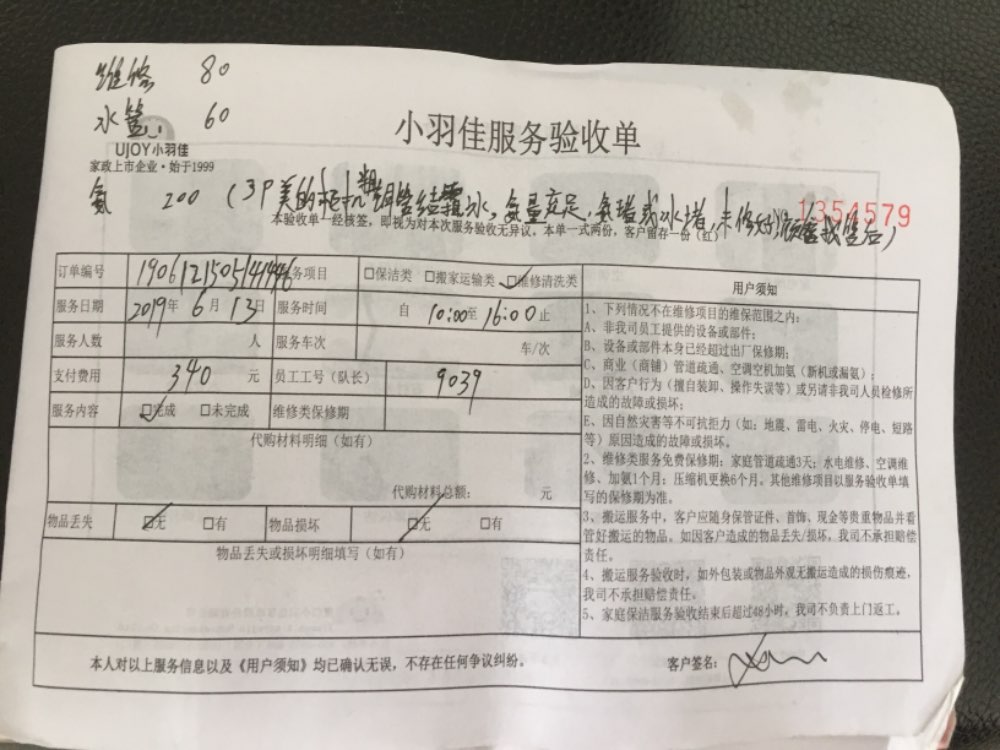 维修 80
水管 60
UJOY小羽佳
家政上市企业·始于1999
小羽佳服务验收单
氨 200 (3P美的柜机粗铜管结霜水,氨量充足,氨堵或水堵,未修好,售后)
本验收单一经核签,即视为对本次服务验收无异议。本单一式两份,客户留存一份(红)
1354579
订单编号 服务项目 □保洁类 □搬家运输类 □维修清洗类
服务日期 2019年 6月 13日 服务时间 自 10:00至 16:00止
服务人数 人 服务车次 车/次
支付费用 340 元 员工工号(队长) 9039
服务内容 □完成 □未完成 维修类保修期
代购材料明细(如有)
代购材料总额: 元
物品丢失 □无 □有 物品损坏 □无 □有
物品丢失或损坏明细填写(如有)
用户须知
1、下列情况不在维修项目的维保范围之内:
A、非我司员工提供的设备或部件;
B、设备或部件本身已经超过出厂保修期;
C、商业(商铺)管道疏通、空调空机加氨(新机或漏氨);
D、因客户行为(擅自装卸、操作失误等)或另请非我司人员检修所
造成的故障或损坏;
E、因自然灾害等不可抗拒力(如:地震、雷电、火灾、停电、短路
等)原因造成的故障或损坏。
2、维修类服务免费保修期:家庭管道疏通3天;水电维修、空调维
修、加氨1个月;压缩机更换6个月。其他维修项目以服务验收单填
写的保修期为准。
3、搬运服务中,客户应随身保管证件、首饰、现金等贵重物品并看
管好搬运的物品。如因客户造成的物品丢失/损坏,我司不承担赔偿
责任。
4、搬运服务验收时,如外包装或物品外观无搬运造成的损伤痕迹,
我司不承担赔偿责任。
5、家庭保洁服务验收结束后超过48小时,我司不负责上门返工。
本人对以上服务信息以及《用户须知》均已确认无误,不存在任何争议纠纷。 客户签名: